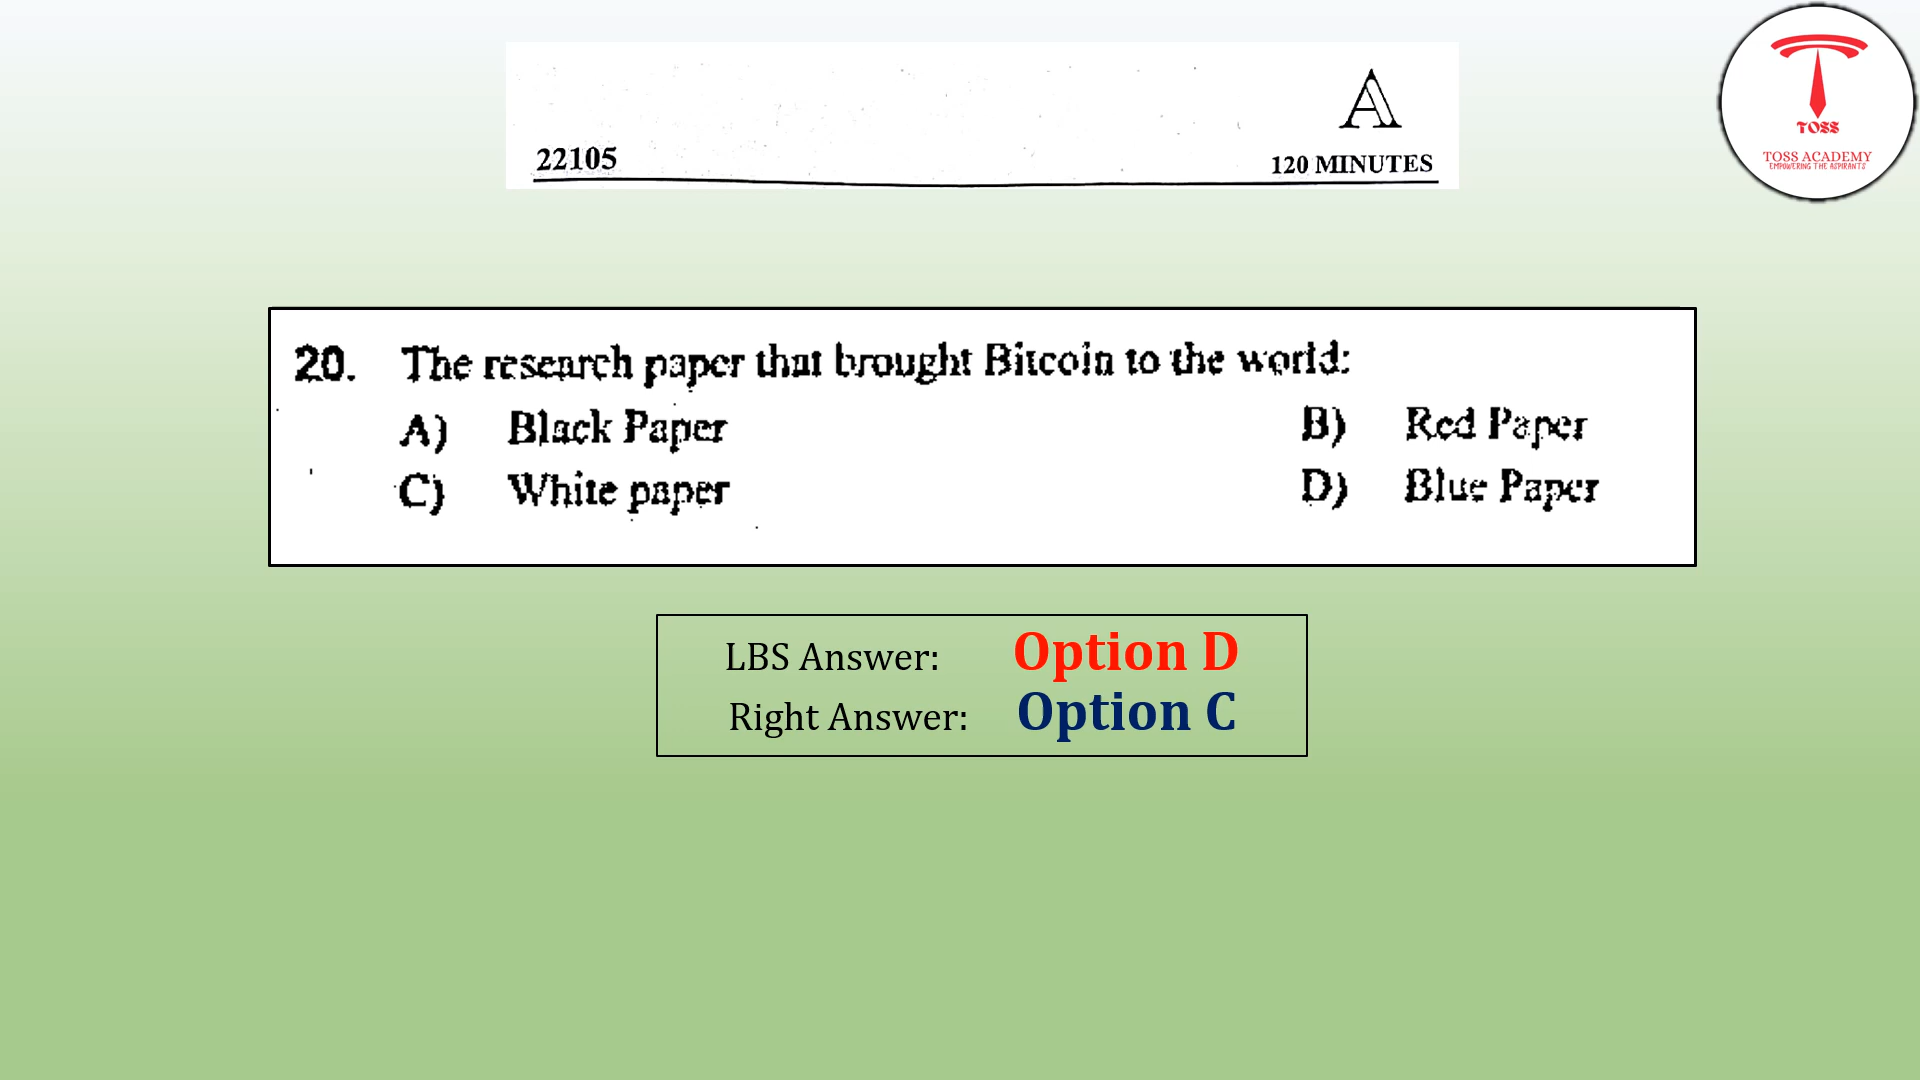 A
22105
120 MINUTES
TOSS
TOSS ACADEMY
EMPOWERING THE ASPIRANTS
20. The research paper that brought Bitcoin to the world:
A) Black Paper B) Red Paper
C) White paper D) Blue Paper
LBS Answer: Option D
Right Answer: Option C